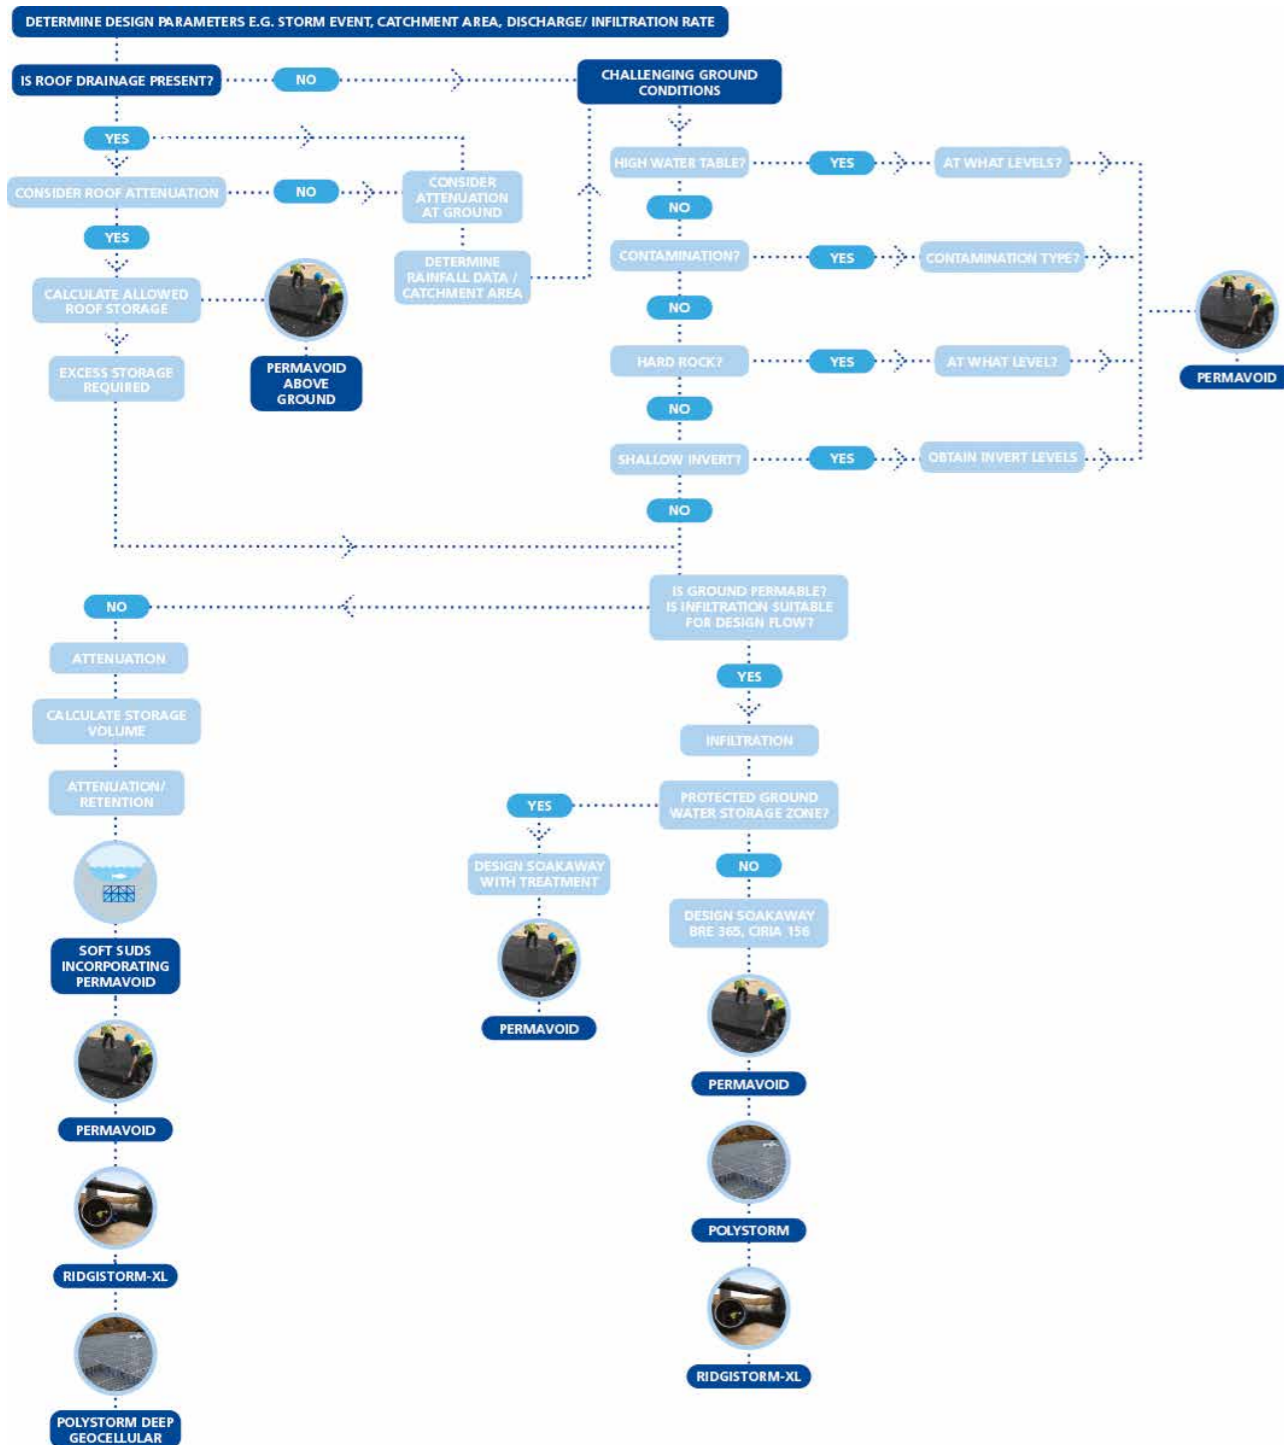 DETERMINE DESIGN PARAMETERS E.G. STORM EVENT, CATCHMENT AREA, DISCHARGE/ INFILTRATION RATE
IS ROOF DRAINAGE PRESENT?
NO
CHALLENGING GROUND
CONDITIONS
YES
CONSIDER ROOF ATTENUATION
NO
CONSIDER
ATTENUATION
AT GROUND
YES
CALCULATE ALLOWED
ROOF STORAGE
DETERMINE
RAINFALL DATA /
CATCHMENT AREA
EXCESS STORAGE
REQUIRED
PERMAVOID
ABOVE
GROUND
HIGH WATER TABLE?
YES
AT WHAT LEVELS?
NO
CONTAMINATION?
YES
CONTAMINATION TYPE?
NO
HARD ROCK?
YES
AT WHAT LEVEL?
PERMAVOID
NO
SHALLOW INVERT?
YES
OBTAIN INVERT LEVELS
NO
IS GROUND PERMABLE?
IS INFILTRATION SUITABLE
FOR DESIGN FLOW?
NO
ATTENUATION
CALCULATE STORAGE
VOLUME
ATTENUATION/
RETENTION
SOFT SUDS
INCORPORATING
PERMAVOID
PERMAVOID
RIDGISTORM-XL
POLYSTORM DEEP
GEOCELLULAR
YES
INFILTRATION
PROTECTED GROUND
WATER STORAGE ZONE?
YES
DESIGN SOAKAWAY
WITH TREATMENT
PERMAVOID
NO
DESIGN SOAKAWAY
BRE 365, CIRIA 156
PERMAVOID
POLYSTORM
RIDGISTORM-XL